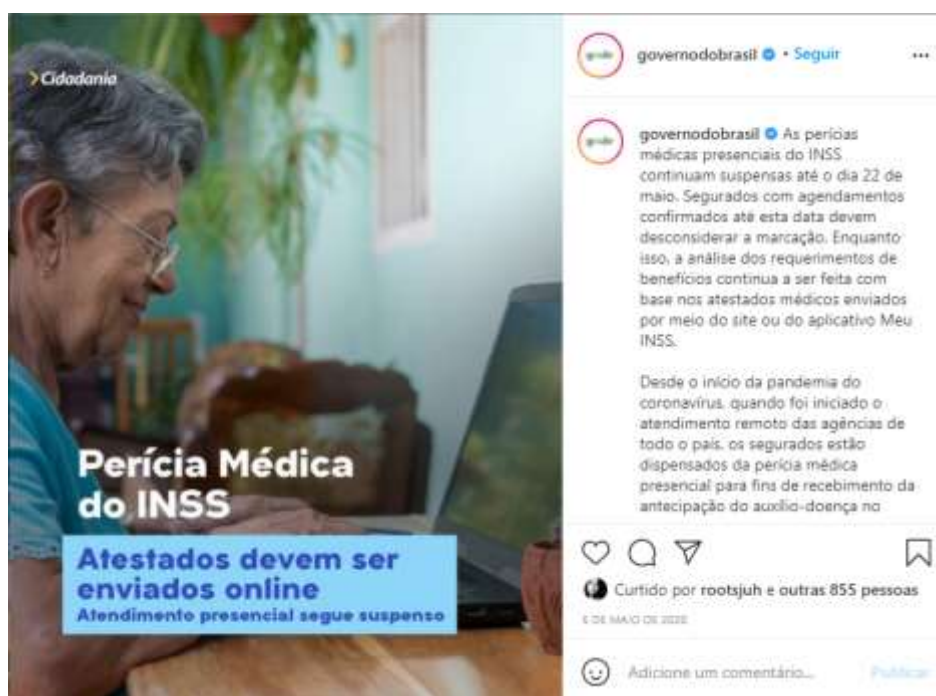 >Cidadania
Perícia Médica
do INSS
Atestados devem ser
enviados online
Atendimento presencial segue suspenso
governodobrasil • Seguir
governodobrasil As perícias
médicas presenciais do INSS
continuam suspensas até o dia 22 de
maio. Segurados com agendamentos
confirmados até esta data devem
desconsiderar a marcação. Enquanto
isso, a análise dos requerimentos de
benefícios continua a ser feita com
base nos atestados médicos enviados
por meio do site ou do aplicativo Meu
INSS.
Desde o início da pandemia do
coronavírus, quando foi iniciado o
atendimento remoto das agências de
todo o país, os segurados estão
dispensados da perícia médica
presencial para fins de recebimento da
antecipação do auxílio-doença no
Curtido por rootsjuh e outras 855 pessoas
DE MAIO DE 2020
Adicione um comentário... Publicar